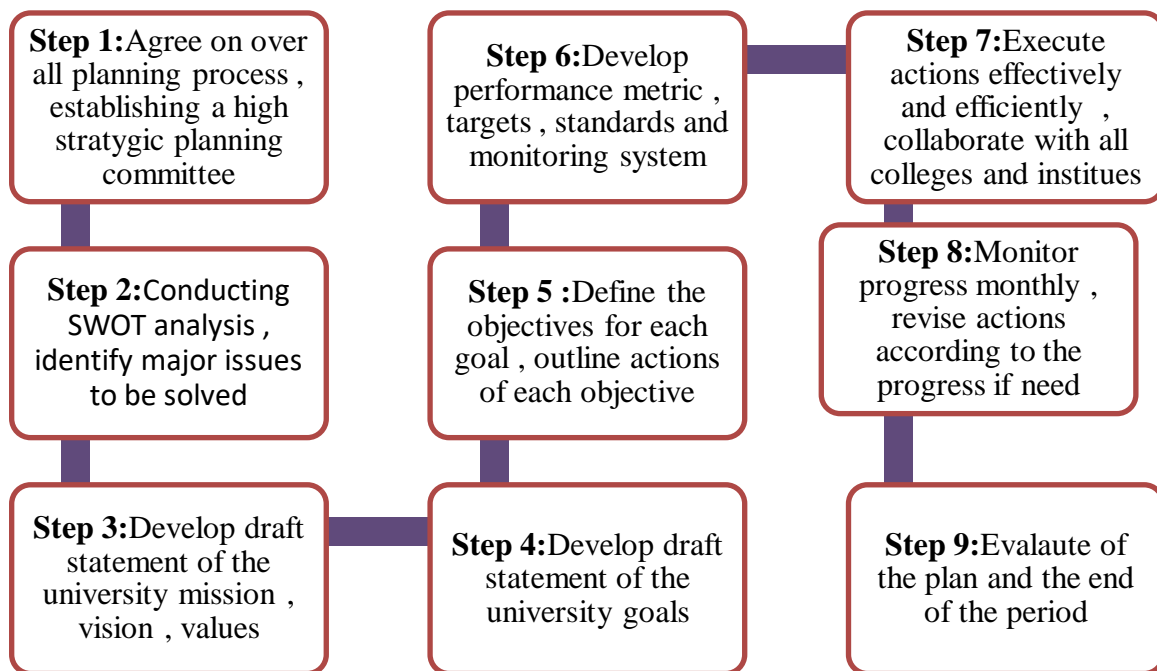 Step 1:Agree on over
all planning process ,
establishing a high
stratygic planning
committee
Step 2:Conducting
SWOT analysis ,
identify major issues
to be solved
Step 3:Develop draft
statement of the
university mission ,
vision , values
Step 4:Develop draft
statement of the
university goals
Step 5 :Define the
objectives for each
goal , outline actions
of each objective
Step 6:Develop
performance metric ,
targets , standards and
monitoring system
Step 7:Execute
actions effectively
and efficiently ,
collaborate with all
colleges and institues
Step 8:Monitor
progress monthly ,
revise actions
according to the
progress if need
Step 9:Evalaute of
the plan and the end
of the period